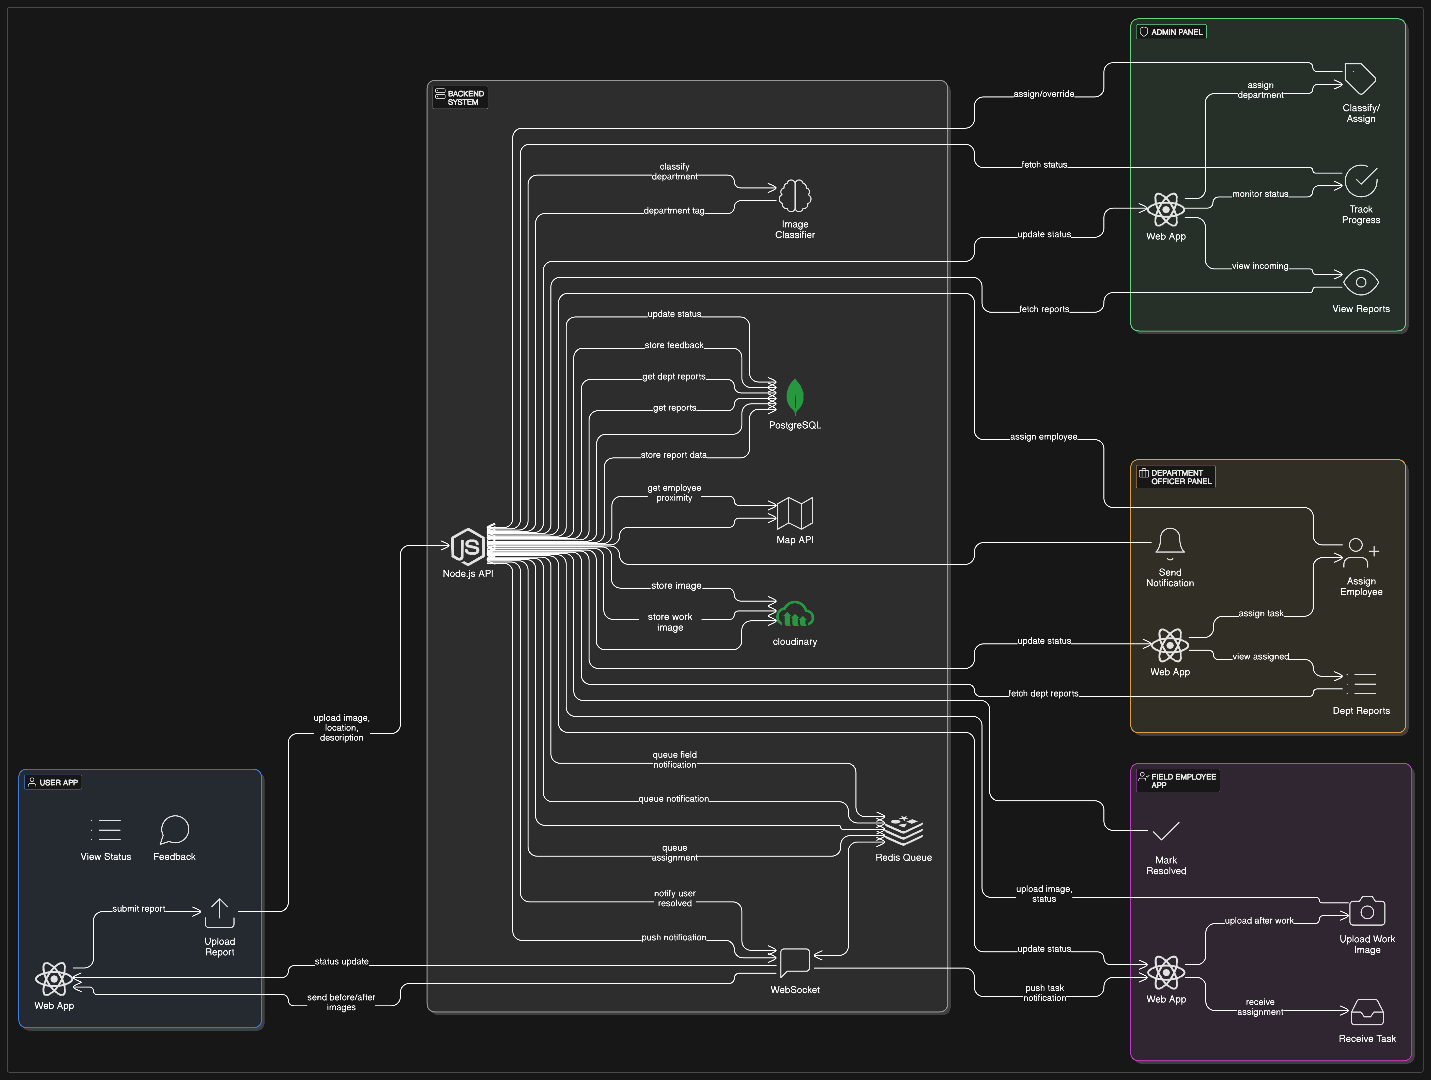 ADMIN PANEL
assign/override
assign
department
Classify/
Assign
fetch status
monitor status
Track
Progress
Web App
update status
view incoming
fetch reports
View Reports
BACKEND
SYSTEM
classify
department
department tag
Image
Classifier
update status
store feedback
get dept reports
get reports
PostgreSQL
store report data
get employee
proximity
Map API
Node.js API
store image
store work
image
cloudinary
queue field
notification
queue notification
queue
assignment
Redis Queue
notify user
resolved
push notification
WebSocket
assign employee
DEPARTMENT
OFFICER PANEL
Send
Notification
Assign
Employee
assign task
update status
Web App
view assigned
fetch dept reports
Dept Reports
FIELD EMPLOYEE
APP
Mark
Resolved
upload image,
status
upload after work
Upload Work
Image
update status
Web App
push task
notification
receive
assignment
Receive Task
upload image,
location,
description
USER APP
View Status
Feedback
submit report
Upload
Report
Web App
status update
send before/after
images